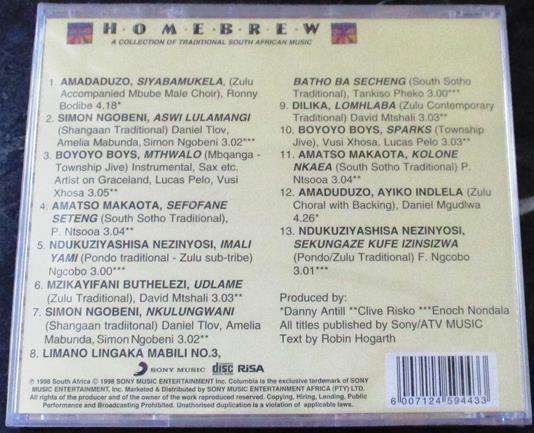 H·O·M·E·B·R·E·W
A COLLECTION OF TRADITIONAL SOUTH AFRICAN MUSIC
1. AMADADUZO, SIYABAMUKELA, (Zulu
Accompanied Mbube Male Choir), Ronny
Bodibe 4.18*
2. SIMON NGOBENI, ASWI LULAMANGI
(Shangaan Traditional) Daniel Tlov,
Amelia Mabunda, Simon Ngobeni 3.02***
3. BOYOYO BOYS, MTHWALO (Mbqanga -
Township Jive) Instrumental, Sax etc.
Artist on Graceland, Lucas Pelo, Vusi
Xhosa 3.05**
4. AMATSO MAKAOTA, SEFOFANE
SETENG (South Sotho Traditional),
P. Ntsooa 3.04**
5. NDUKUZIYASHISA NEZINYOSI, IMALI
YAMI (Pondo traditional - Zulu sub-tribe)
Ngcobo 3.00***
6. MZIKAYIFANI BUTHELEZI, UDLAME
(Zulu Traditional), David Mtshali 3.03**
7. SIMON NGOBENI, NKULUNGWANI
(Shangaan tradiitonal) Daniel Tlov, Amelia
Mabunda, Simon Ngobeni 3.02**
8. LIMANO LINGAKA MABILI NO.3,
BATHO BA SECHENG (South Sotho
Traditional), Tankiso Pheko 3.00***
9. DILIKA, LOMHLABA (Zulu Contemporary
Traditional) David Mtshali 3.03**
10. BOYOYO BOYS, SPARKS (Township
Jive), Vusi Xhosa, Lucas Pelo 3.03**
11. AMATSO MAKAOTA, KOLONE
NKAEA (South Sotho Traditional) P.
Ntsooa 3.04**
12. AMADUDUZO, AYIKO INDLELA (Zulu
Choral with Backing), Daniel Mgudlwa
4.26*
13. NDUKUZIYASHISA NEZINYOSI,
SEKUNGAZE KUFE IZINSIZWA
(Pondo/Zulu Traditional) F. Ngcobo
3.01***
Produced by:
*Danny Antill **Clive Risko ***Enoch Nondala
All titles published by Sony/ATV MUSIC
Text by Robin Hogarth
SONY MUSIC disc RiSA
℗ 1998 South Africa © 1998 SONY MUSIC ENTERTAINMENT Inc. Columbia is the exclusive trademark of SONY
MUSIC ENTERTAINMENT, Inc. Marketed & Distributed by SONY MUSIC ENTERTAINMENT AFRICA (PTY) LTD.
All rights of the producer and of the owner of the work reproduced reserved. Copying, Hiring, Lending, Public
Performance and Broadcasting Prohibited. Unauthorised duplication is a violation of applicable laws.
6 007124 594433